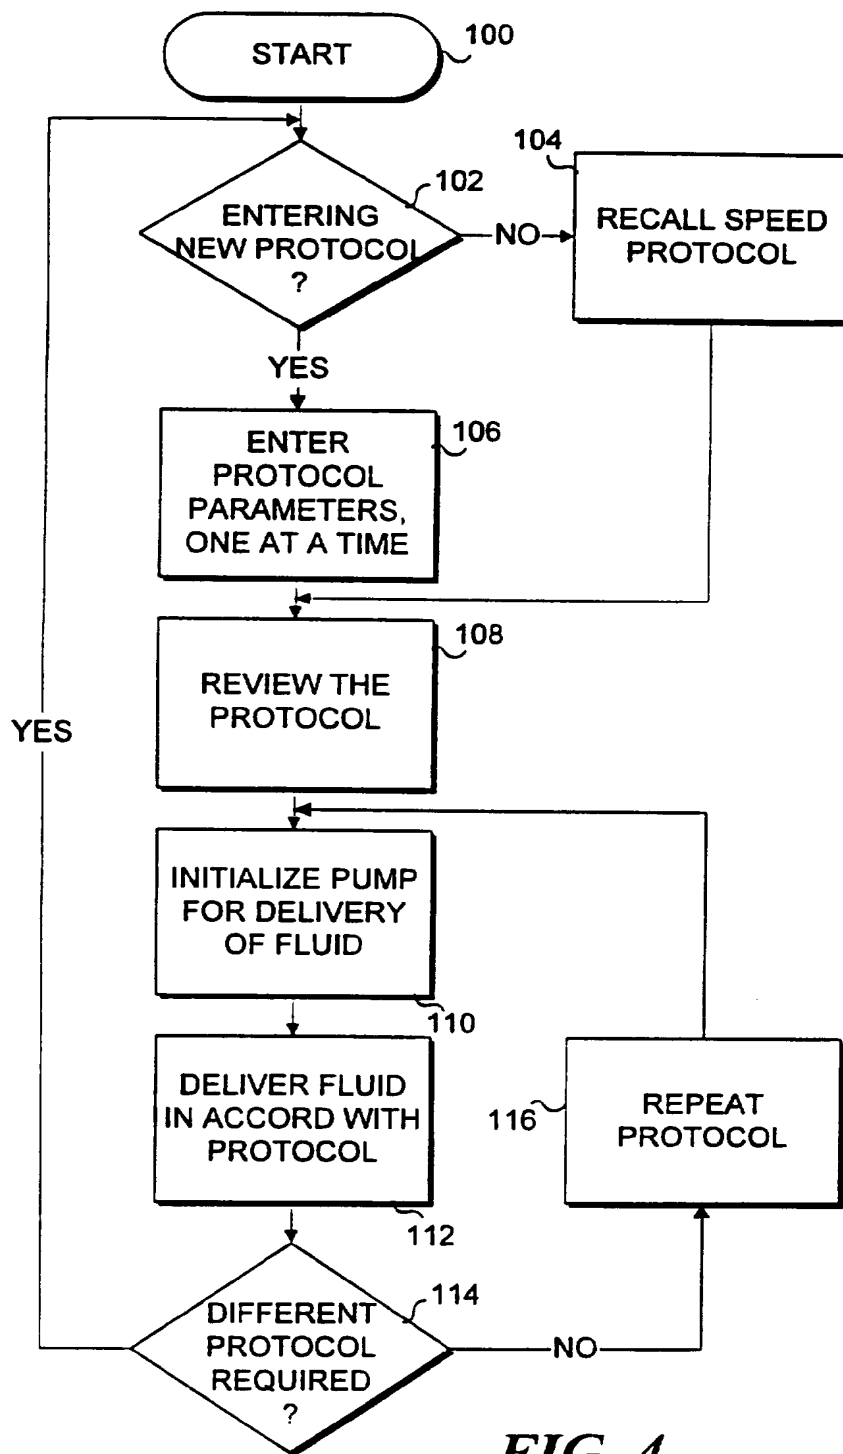 START
100
ENTERING
NEW PROTOCOL
?
102
NO
104
RECALL SPEED
PROTOCOL
YES
ENTER
PROTOCOL
PARAMETERS,
ONE AT A TIME
106
REVIEW THE
PROTOCOL
108
YES
INITIALIZE PUMP
FOR DELIVERY
OF FLUID
110
DELIVER FLUID
IN ACCORD WITH
PROTOCOL
112
116
REPEAT
PROTOCOL
DIFFERENT
PROTOCOL
REQUIRED
?
114
NO
FIG. 4